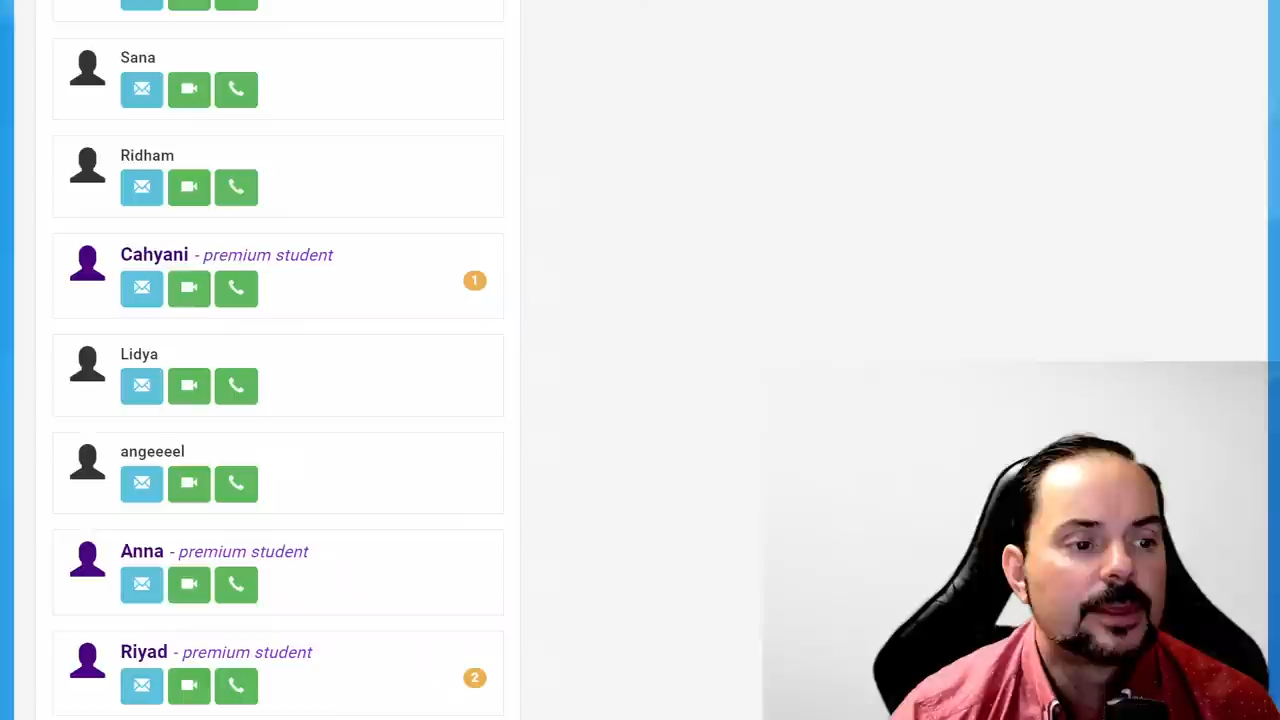 Sana
Ridham
Cahyani - premium student
1
Lidya
angeeeel
Anna - premium student
Riyad - premium student
2